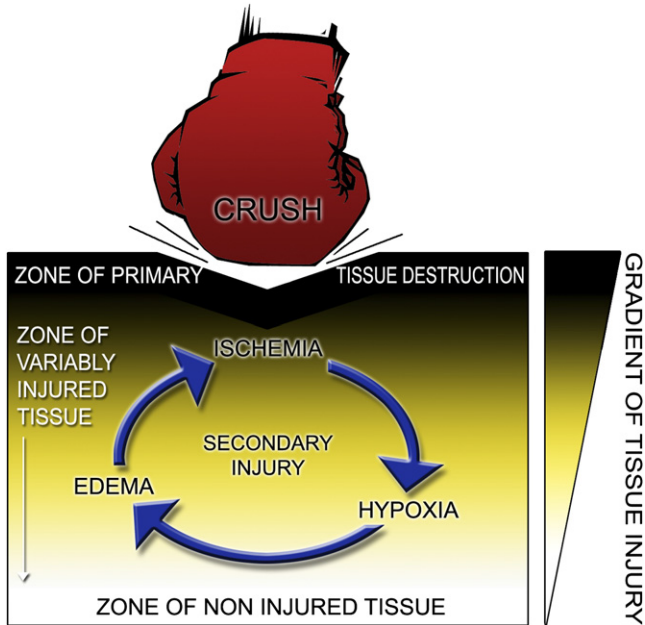 CRUSH
ZONE OF PRIMARY TISSUE DESTRUCTION
ZONE OF
VARIABLY
INJURED
TISSUE
ISCHEMIA
SECONDARY
INJURY
EDEMA
HYPOXIA
ZONE OF NON INJURED TISSUE
GRADIENT OF TISSUE INJURY